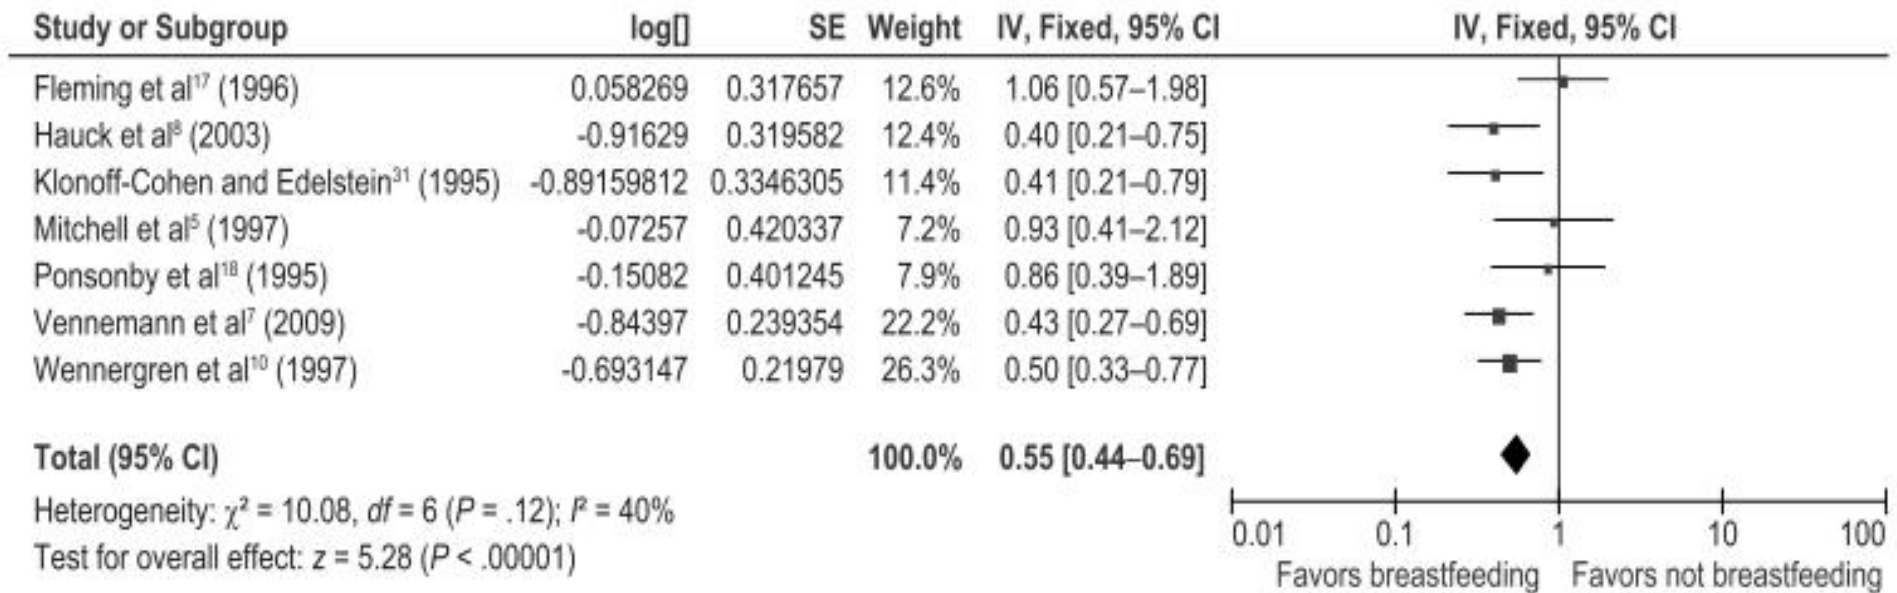 Study or Subgroup log[] SE Weight IV, Fixed, 95% CI IV, Fixed, 95% CI
Fleming et al¹⁷ (1996) 0.058269 0.317657 12.6% 1.06 [0.57–1.98]
Hauck et al⁸ (2003) -0.91629 0.319582 12.4% 0.40 [0.21–0.75]
Klonoff-Cohen and Edelstein³¹ (1995) -0.89159812 0.3346305 11.4% 0.41 [0.21–0.79]
Mitchell et al⁵ (1997) -0.07257 0.420337 7.2% 0.93 [0.41–2.12]
Ponsonby et al¹⁸ (1995) -0.15082 0.401245 7.9% 0.86 [0.39–1.89]
Vennemann et al⁷ (2009) -0.84397 0.239354 22.2% 0.43 [0.27–0.69]
Wennergren et al¹⁰ (1997) -0.693147 0.21979 26.3% 0.50 [0.33–0.77]
Total (95% CI) 100.0% 0.55 [0.44–0.69]
Heterogeneity: χ² = 10.08, df = 6 (P = .12); I² = 40%
Test for overall effect: z = 5.28 (P < .00001)
0.01 0.1 1 10 100
Favors breastfeeding Favors not breastfeeding